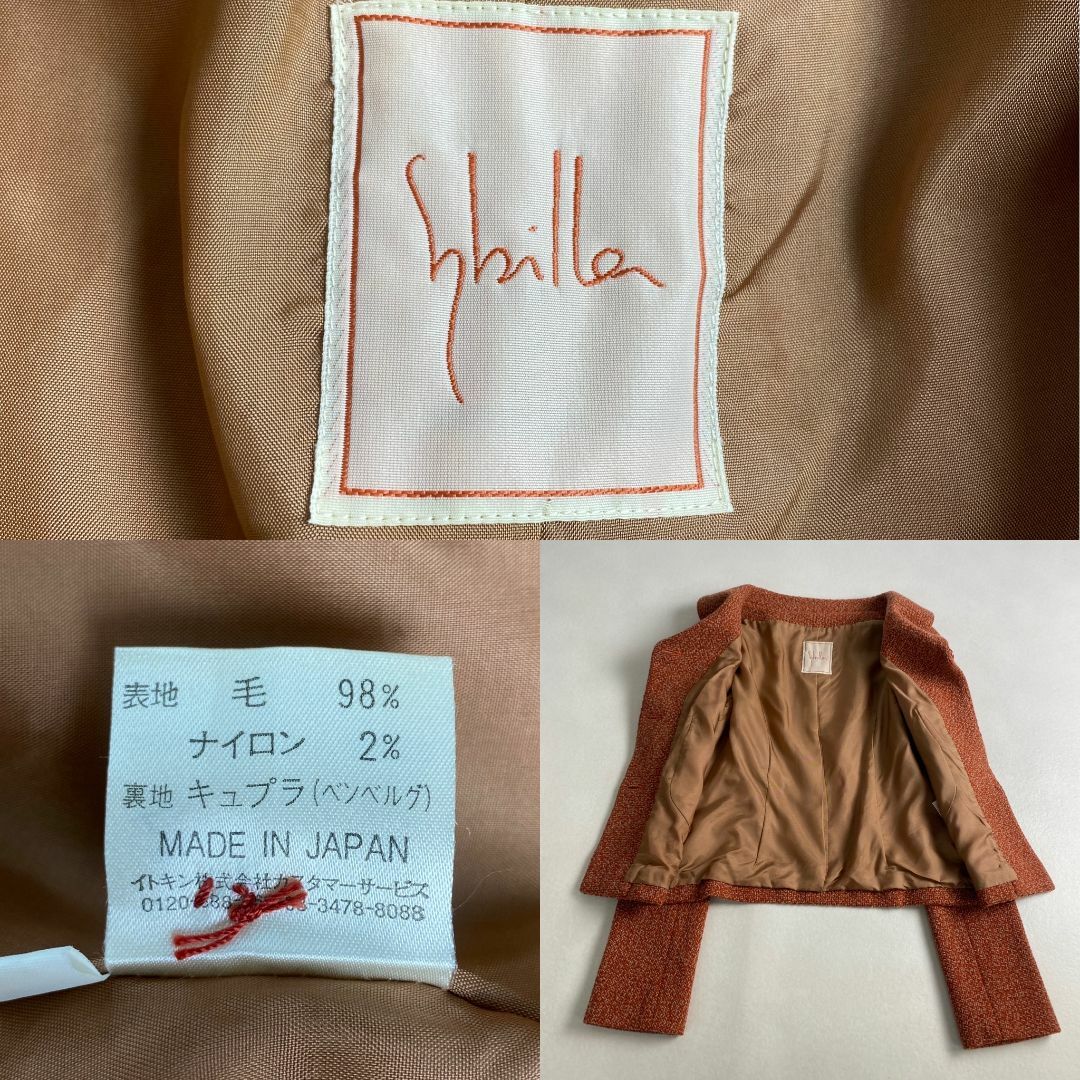 Sybilla
表地 毛 98%
ナイロン 2%
裏地 キュプラ(ベンベルグ)
MADE IN JAPAN
イトキン株式会社カスタマーサービス
-3478-8088
Sybilla